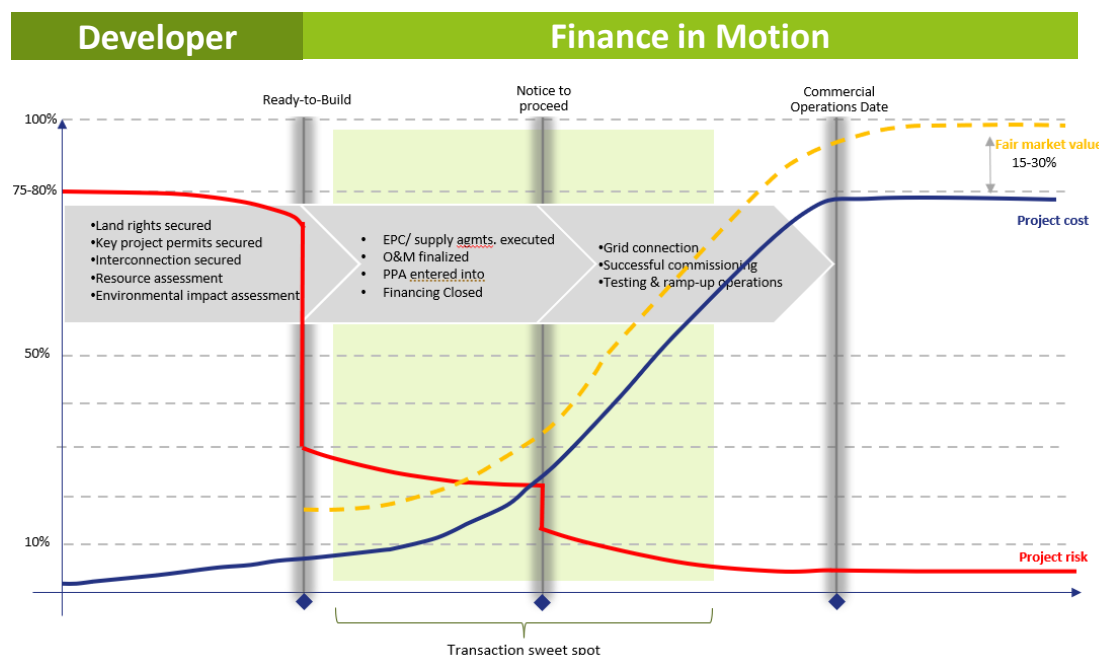 Developer
Finance in Motion
Ready-to-Build
Notice to
proceed
Commercial
Operations Date
100%
Fair market value
15-30%
75-80%
Project cost
•Land rights secured
•Key project permits secured
•Interconnection secured
•Resource assessment
•Environmental impact assessment
• EPC/ supply agmts. executed
• O&M finalized
• PPA entered into
• Financing Closed
•Grid connection
•Successful commissioning
•Testing & ramp-up operations
50%
10%
Project risk
Transaction sweet spot